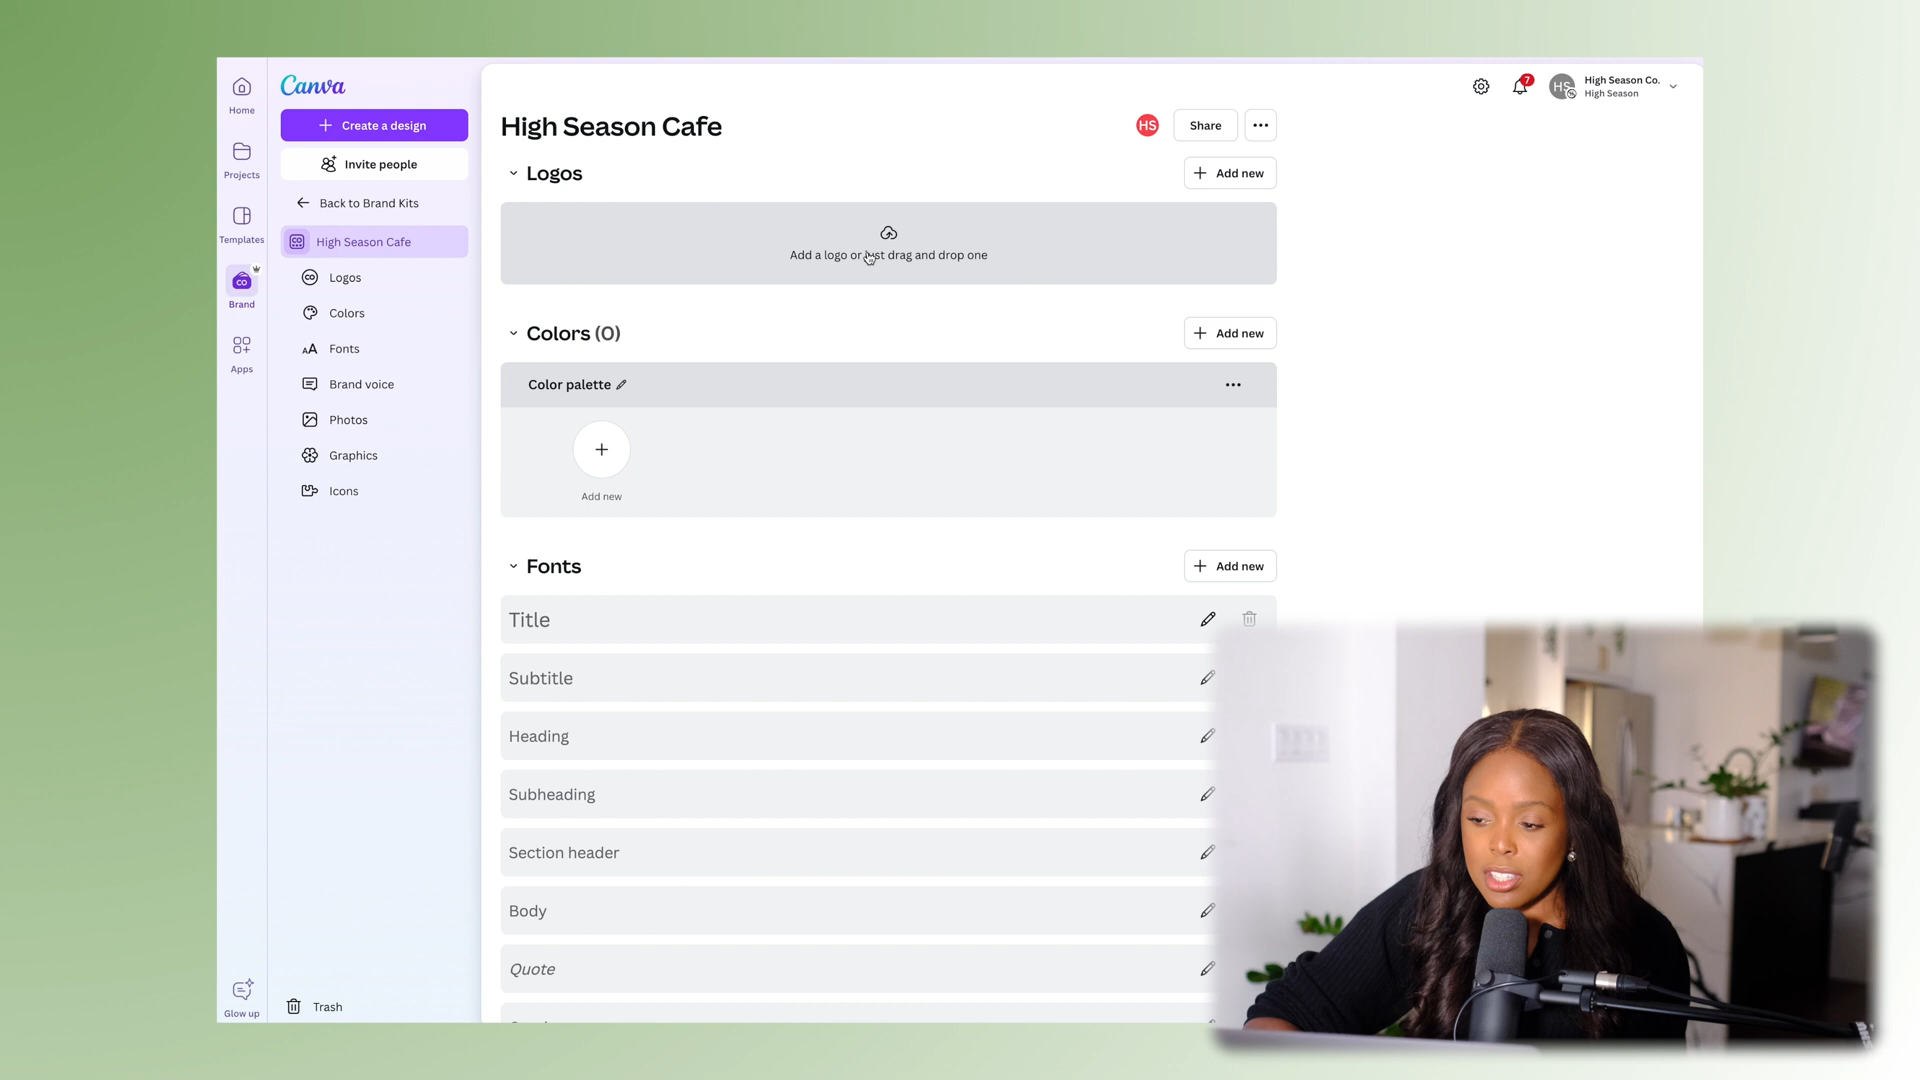 Home
Projects
Templates
Brand
Apps
Glow up
Canva
Create a design
Invite people
Back to Brand Kits
High Season Cafe
Logos
Colors
Fonts
Brand voice
Photos
Graphics
Icons
Trash
7
HS
High Season Co.
High Season
High Season Cafe
HS
Share
Logos
Add new
Add a logo or just drag and drop one
Colors (0)
Add new
Color palette
Add new
Fonts
Add new
Title
Subtitle
Heading
Subheading
Section header
Body
Quote